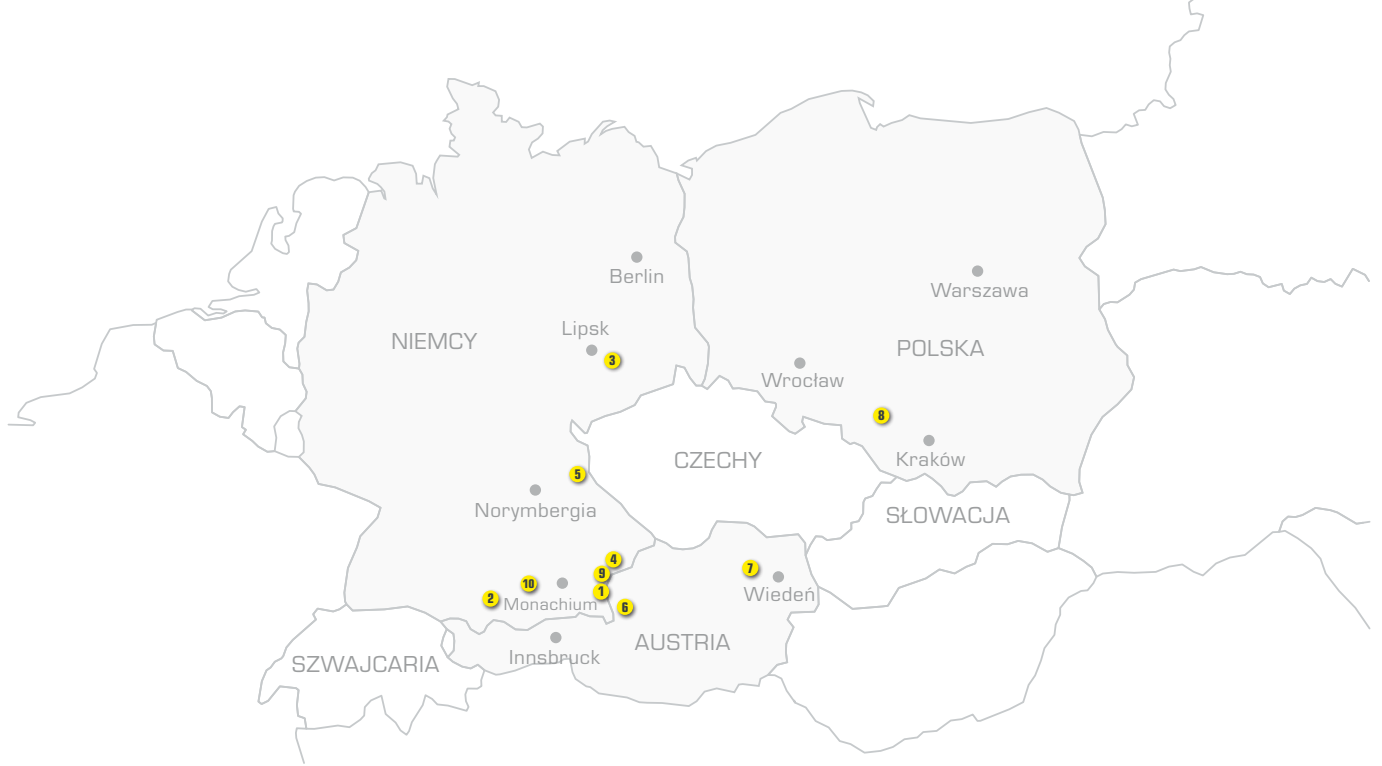 Berlin
Warszawa
Lipsk
NIEMCY
POLSKA
3
Wrocław
8
Kraków
CZECHY
5
Norymbergia
SŁOWACJA
4
9
7
10
1
Wiedeń
2
Monachium
6
AUSTRIA
Innsbruck
SZWAJCARIA